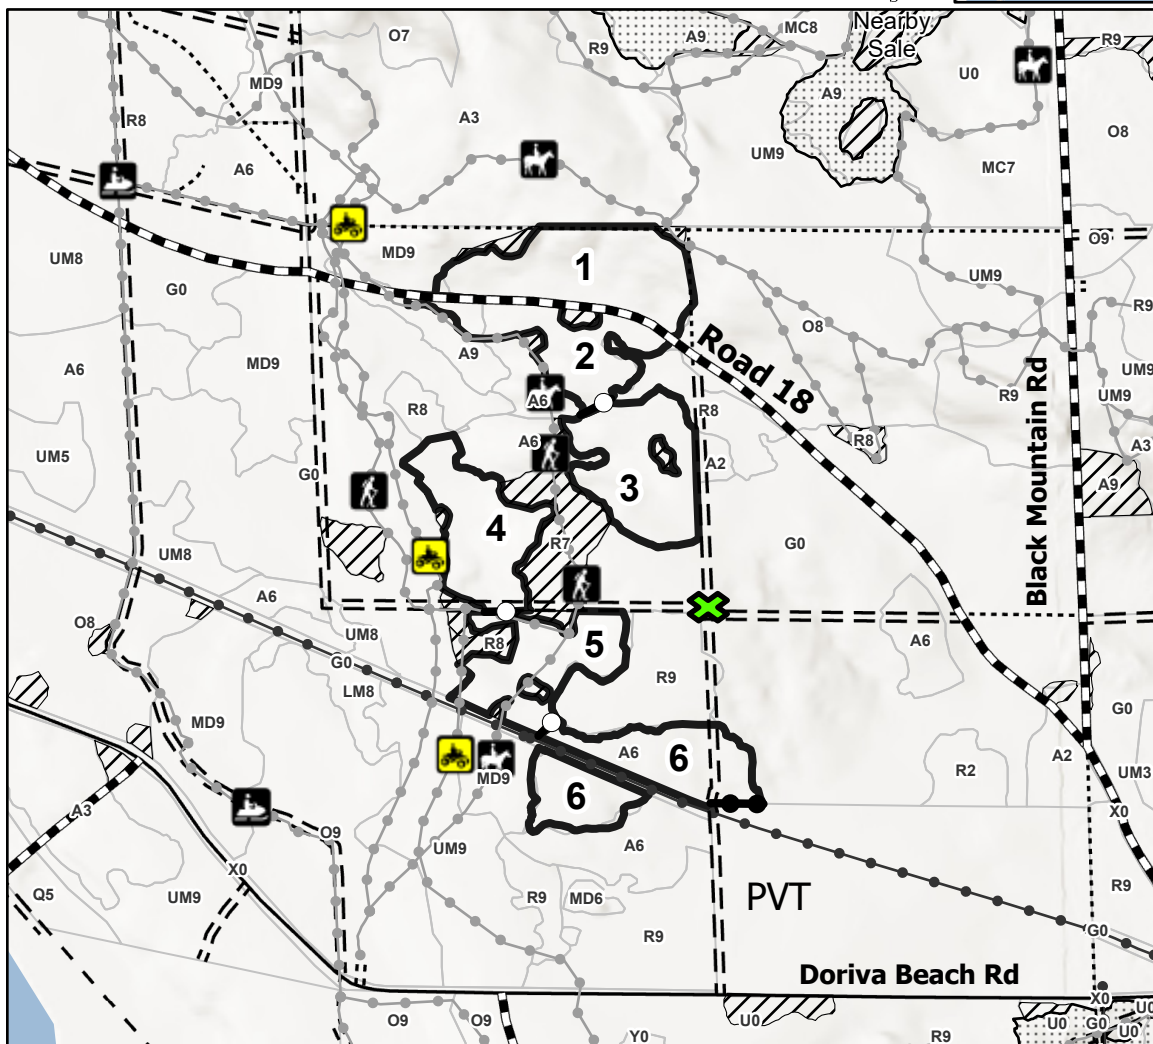 O7
R9
A9
MC8
Nearby
Sale
R9
MD9
U0
A9
R8
A3
O8
UM9
A6
MC7
O9
MD9
1
UM8
UM9
G0
R9
O8
Road 18
A9
2
MD9
A6
UM9
Black Mountain Rd
R9
UM9
A6
R8
R8
R8
A3
A6
UM5
A2
G0
3
A9
4
R7
G0
UM8
A6
O8
UM8
R8
5
A6
G0
R9
LM8
MD9
G0
A6
6
A2
MD9
R2
UM3
6
A3
X0
O9
A6
UM9
X0
R9
Q5
UM9
R9
MD6
PVT
R9
G0
Doriva Beach Rd
X0
O9
O9
U0
U0
G0
U0
U0
Y0
R9